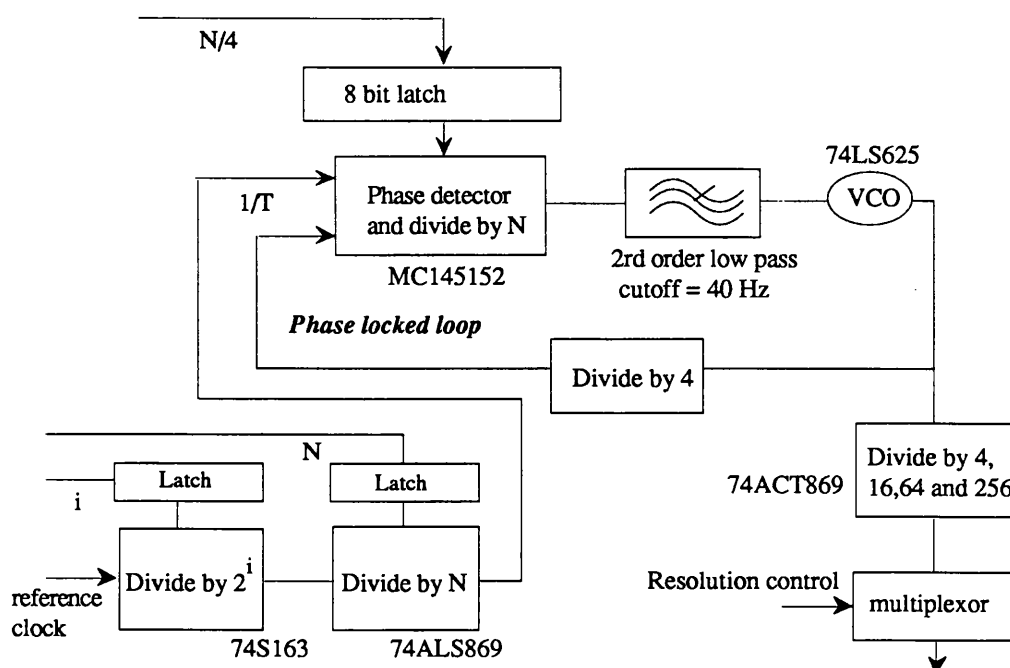 N/4
8 bit latch
74LS625
VCO
1/T
Phase detector
and divide by N
MC145152
2rd order low pass
cutoff = 40 Hz
Phase locked loop
Divide by 4
N
Latch
Latch
i
74ACT869
Divide by 4,
16,64 and 256
Divide by 2^i
Divide by N
reference
clock
74S163
74ALS869
Resolution control
multiplexor